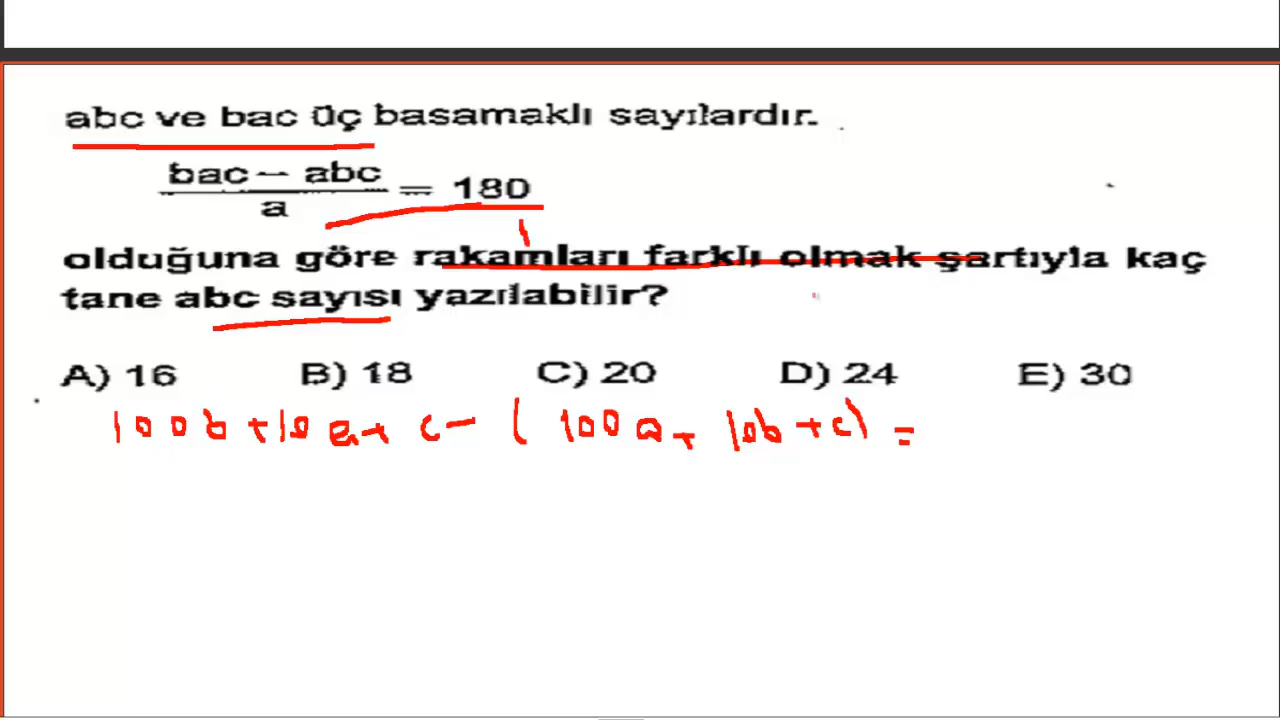 abc ve bac üç basamaklı sayılardır.
bac – abc
a
= 180
olduğuna göre rakamları farklı olmak şartıyla kaç
tane abc sayısı yazılabilir?
A) 16 B) 18 C) 20 D) 24 E) 30
100b + 10a + c - ( 100a + 10b + c) =